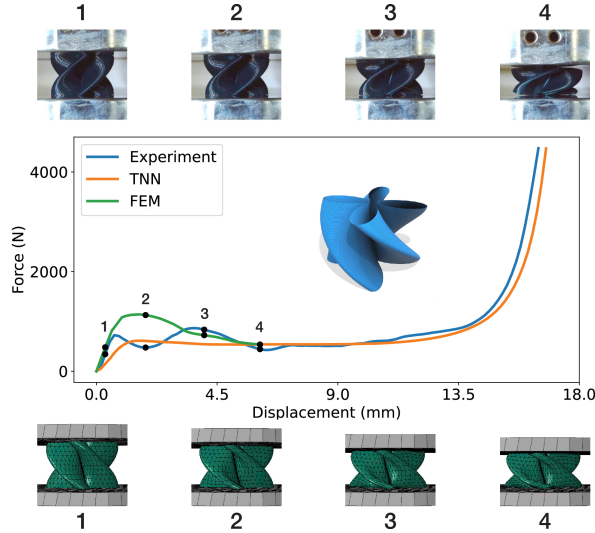 1 2 3 4
Force (N)
4000
2000
0
Experiment
TNN
FEM
1 2 3 4
0.0 4.5 9.0 13.5 18.0
Displacement (mm)
1 2 3 4